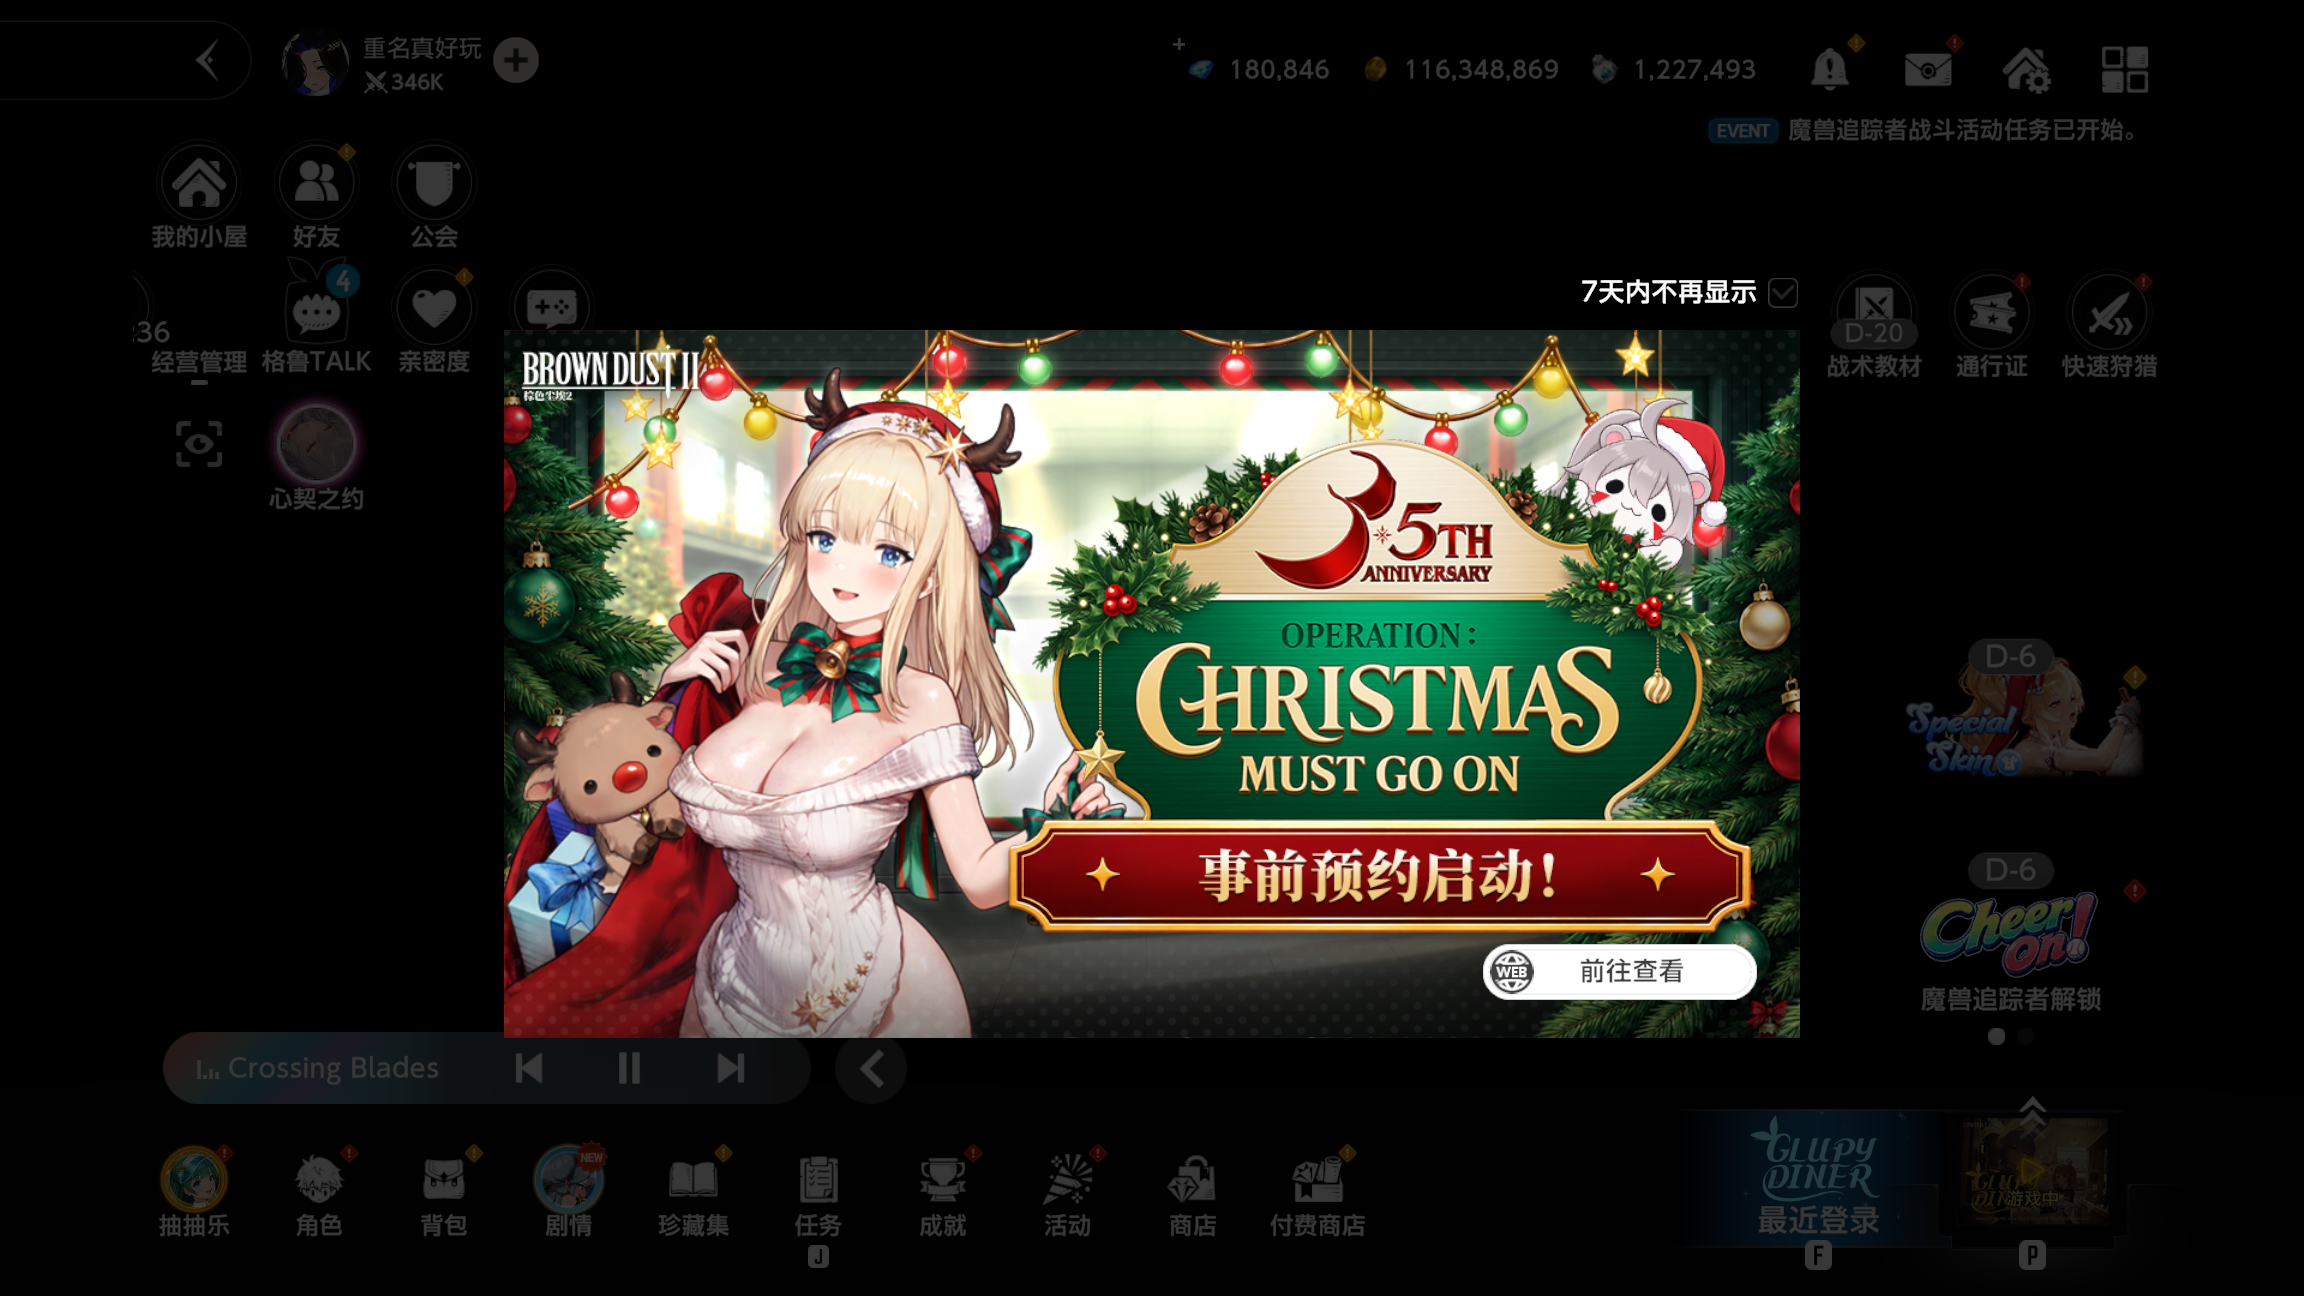 重名真好玩
346K
180,846
116,348,869
1,227,493
EVENT 魔兽追踪者战斗活动任务已开始。
我的小屋
好友
公会
7天内不再显示
36
4
经营管理
格鲁TALK
亲密度
D-20
战术教材
通行证
快速狩猎
心契之约
BROWN DUST II
棕色尘埃2
5TH
ANNIVERSARY
OPERATION:
CHRISTMAS
MUST GO ON
事前预约启动!
WEB
前往查看
D-6
Special
Skin
D-6
Cheer
On!
魔兽追踪者解锁
Crossing Blades
抽抽乐
角色
背包
NEW
剧情
珍藏集
任务
J
成就
活动
商店
付费商店
GLUPY
DINER
最近登录
F
游戏中
P